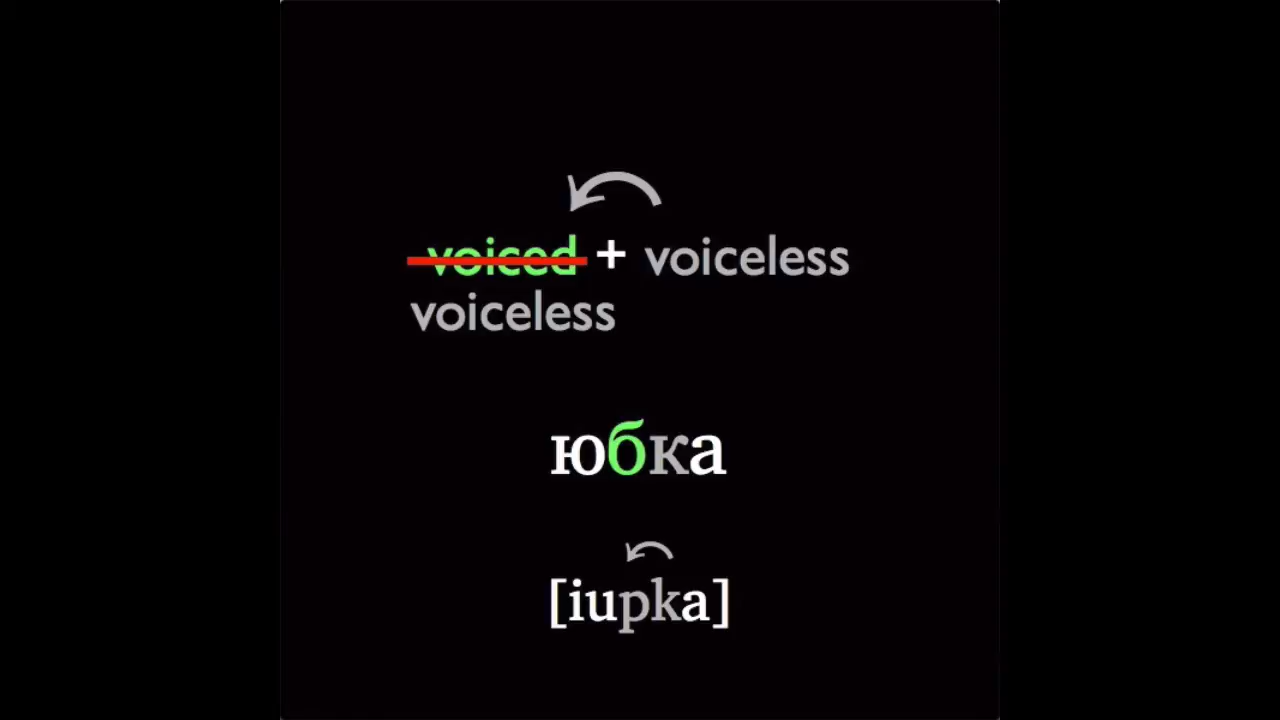 voiced + voiceless
voiceless
юбка
[iupka]